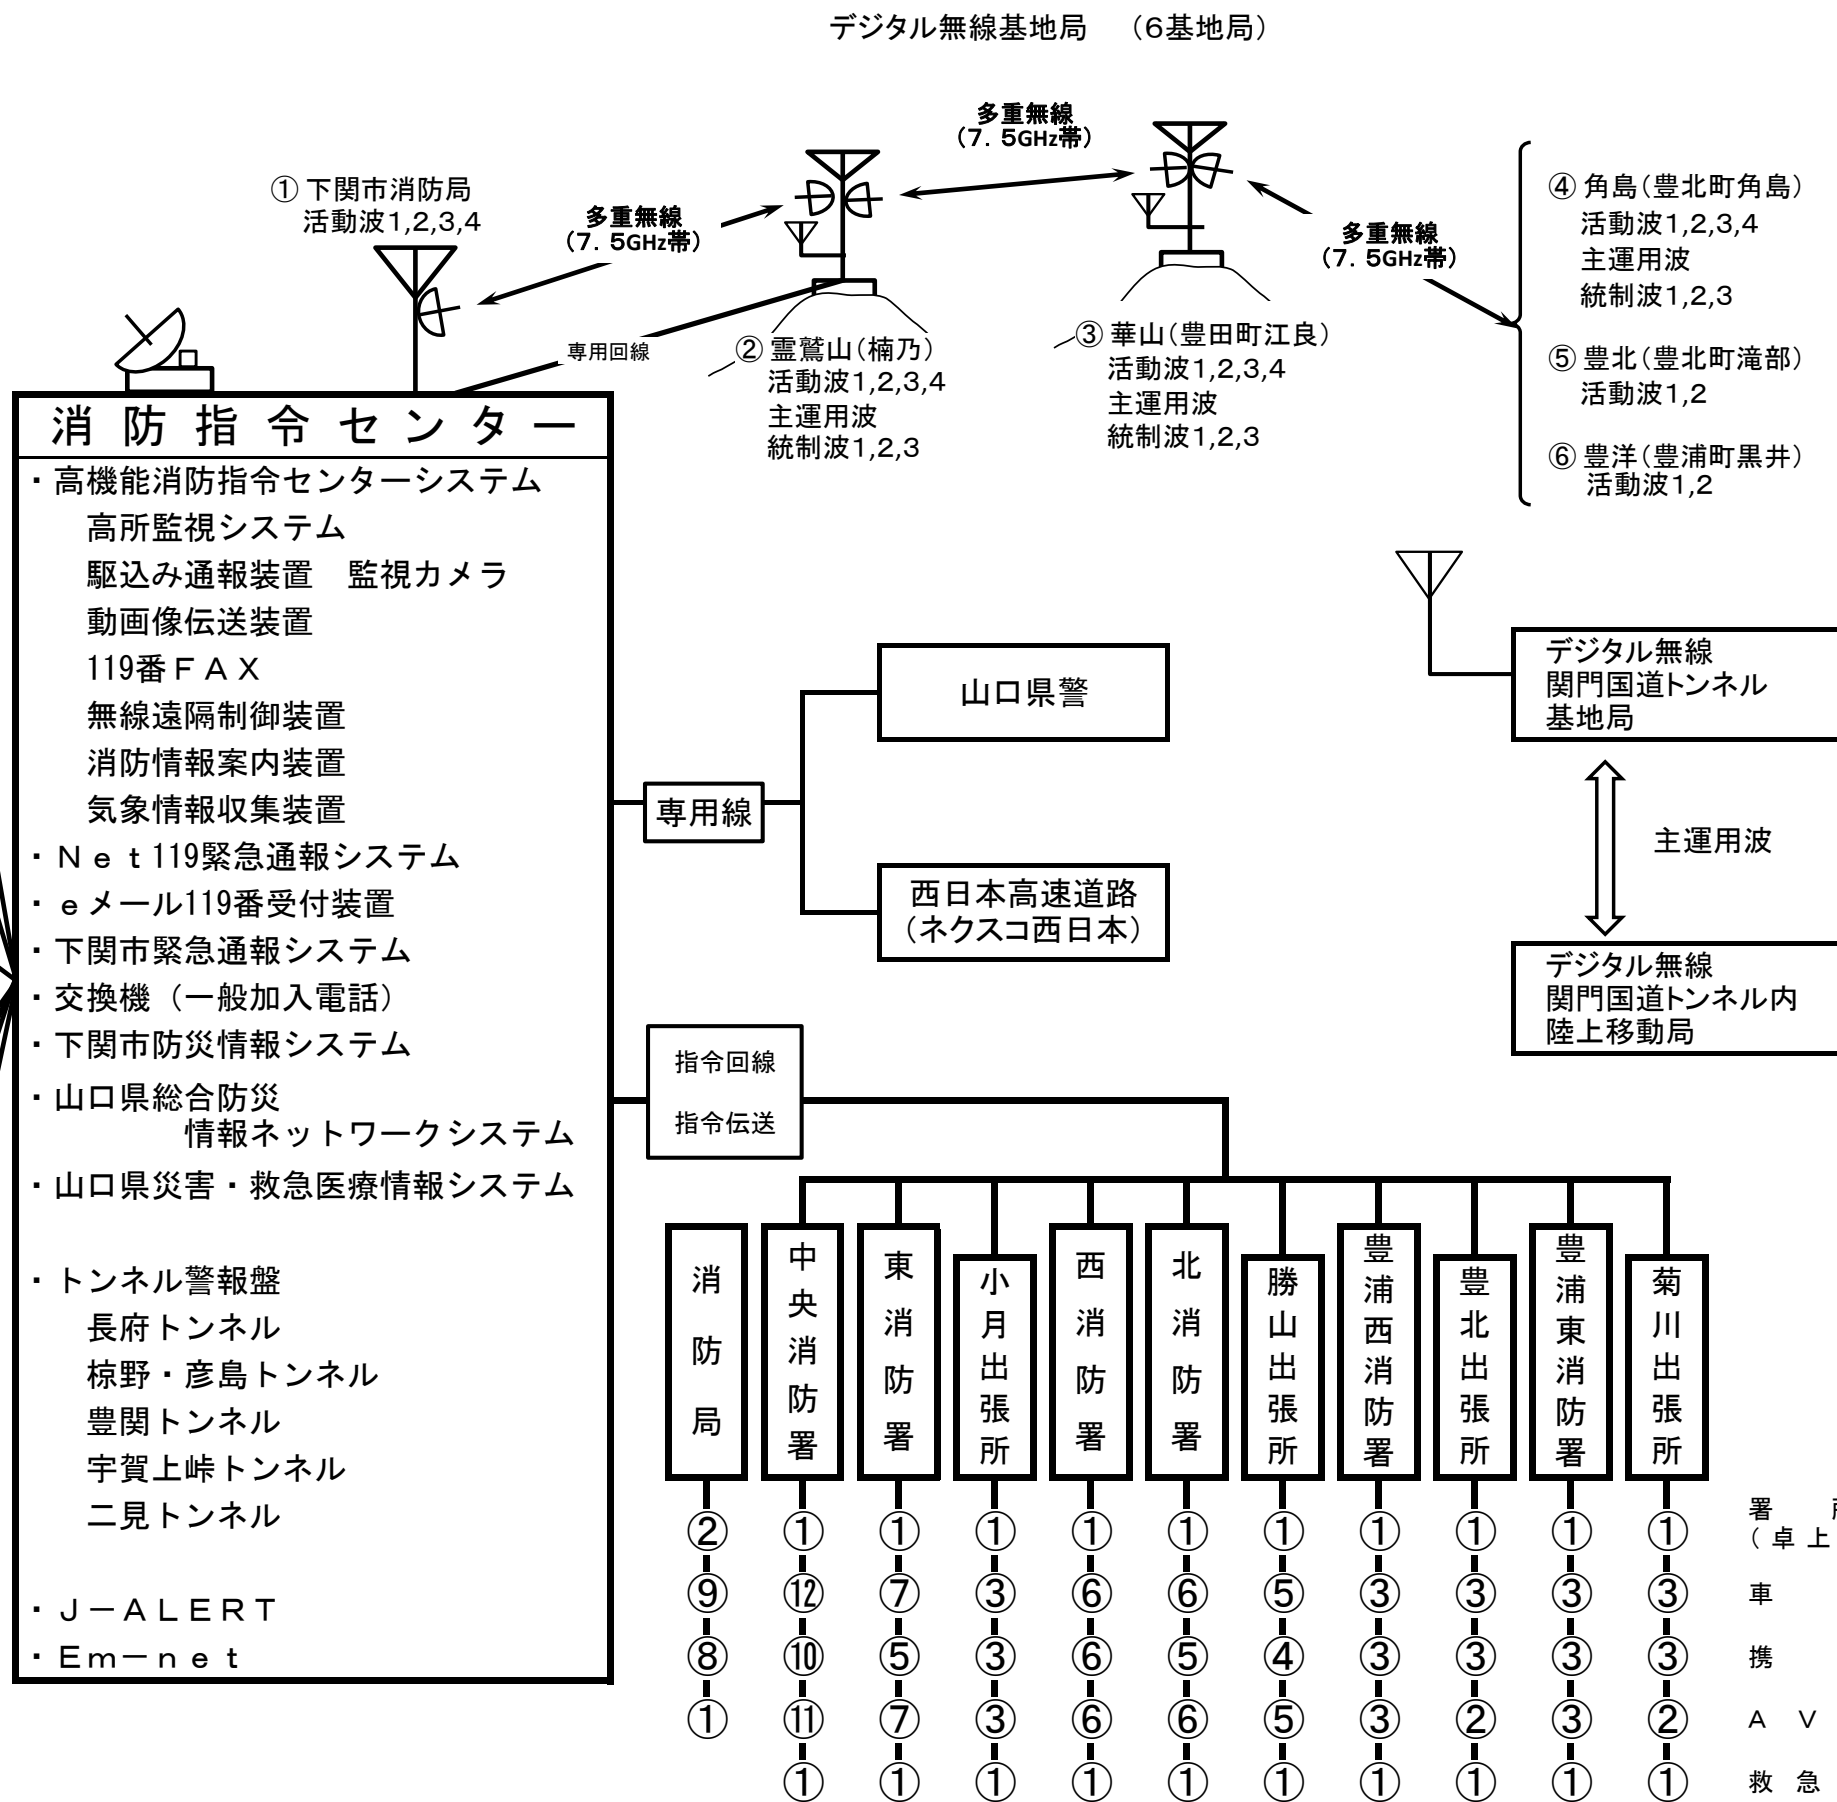 デジタル無線基地局　（6基地局）
多重無線
（7．5GHz帯）
① 下関市消防局
活動波1,2,3,4
多重無線
（7．5GHz帯）
多重無線
（7．5GHz帯）
専用回線
② 霊鷲山（楠乃）
活動波1,2,3,4
主運用波
統制波1,2,3
③ 華山（豊田町江良）
活動波1,2,3,4
主運用波
統制波1,2,3
④ 角島（豊北町角島）
活動波1,2,3,4
主運用波
統制波1,2,3
⑤ 豊北（豊北町滝部）
活動波1,2
⑥ 豊洋（豊浦町黒井）
活動波1,2
消防指令センター
・高機能消防指令センターシステム
高所監視システム
駆込み通報装置　監視カメラ
動画像伝送装置
119番ＦＡＸ
無線遠隔制御装置
消防情報案内装置
気象情報収集装置
・Ｎｅｔ119緊急通報システム
・ｅメール119番受付装置
・下関市緊急通報システム
・交換機（一般加入電話）
・下関市防災情報システム
・山口県総合防災
情報ネットワークシステム
・山口県災害・救急医療情報システム
・トンネル警報盤
長府トンネル
椋野・彦島トンネル
豊関トンネル
宇賀上峠トンネル
二見トンネル
・Ｊ－ＡＬＥＲＴ
・Ｅｍ－ｎｅｔ
専用線
山口県警
西日本高速道路
（ネクスコ西日本）
デジタル無線
関門国道トンネル
基地局
主運用波
デジタル無線
関門国道トンネル内
陸上移動局
指令回線
指令伝送
消防局
中央消防署
東消防署
小月出張所
西消防署
北消防署
勝山出張所
豊浦西消防署
豊北出張所
豊浦東消防署
菊川出張所
② ① ① ① ① ① ① ① ① ① ① 署
（卓上
⑨ ⑫ ⑦ ③ ⑥ ⑥ ⑤ ③ ③ ③ ③ 車
⑧ ⑩ ⑤ ③ ⑥ ⑤ ④ ③ ③ ③ ③ 携
① ⑪ ⑦ ③ ⑥ ⑥ ⑤ ③ ② ③ ② Ａ Ｖ
① ① ① ① ① ① ① ① ① ① 救急